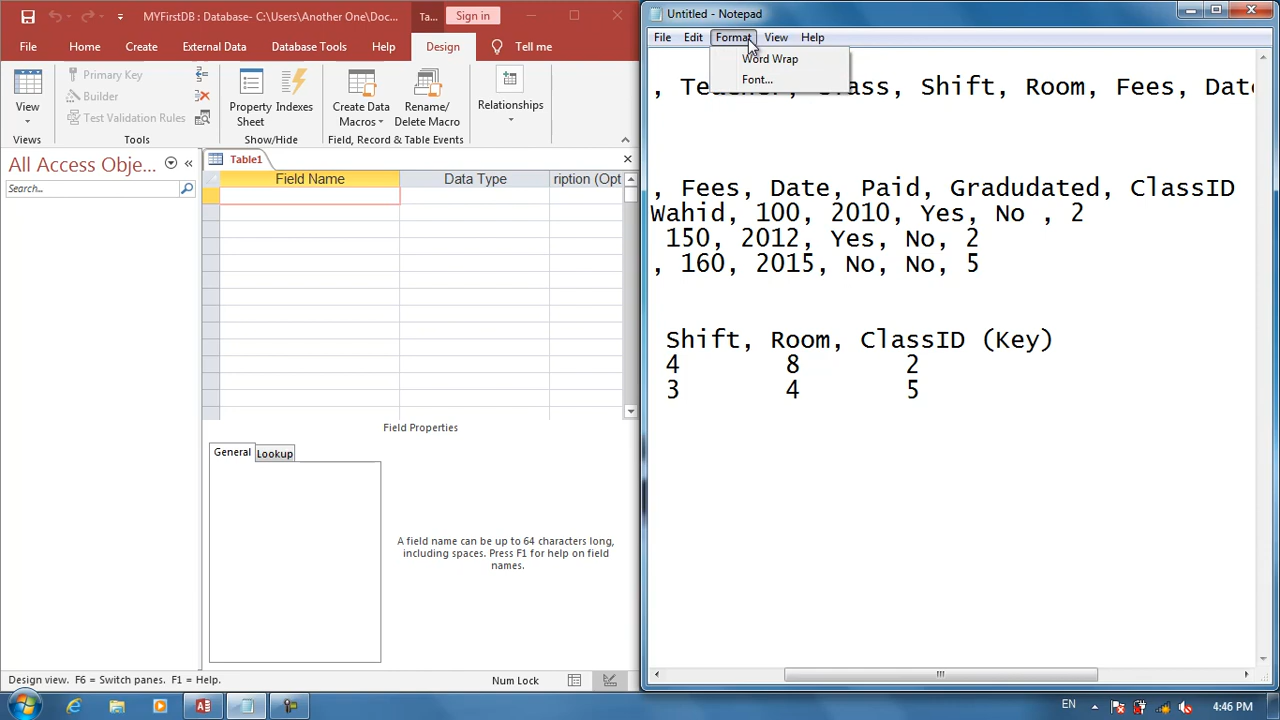 MYFirstDB : Database- C:\Users\Another One\Doc...
Ta...
Sign in
File
Home
Create
External Data
Database Tools
Help
Design
Tell me
View
Views
Primary Key
Builder
Test Validation Rules
Tools
Property Sheet
Indexes
Show/Hide
Create Data Macros
Rename/ Delete Macro
Field, Record & Table Events
Relationships
All Access Obje...
Search...
Table1
Field Name
Data Type
ription (Opt
Field Properties
General
Lookup
A field name can be up to 64 characters long,
including spaces. Press F1 for help on field
names.
Design view. F6 = Switch panes. F1 = Help.
Num Lock
Untitled - Notepad
File
Edit
Format
View
Help
Word Wrap
Font...
, Teacher, Class, Shift, Room, Fees, Date
, Fees, Date, Paid, Gradudated, ClassID
Wahid, 100, 2010, Yes, No , 2
150, 2012, Yes, No, 2
, 160, 2015, No, No, 5
Shift, Room, ClassID (Key)
4 8 2
3 4 5
EN
4:46 PM